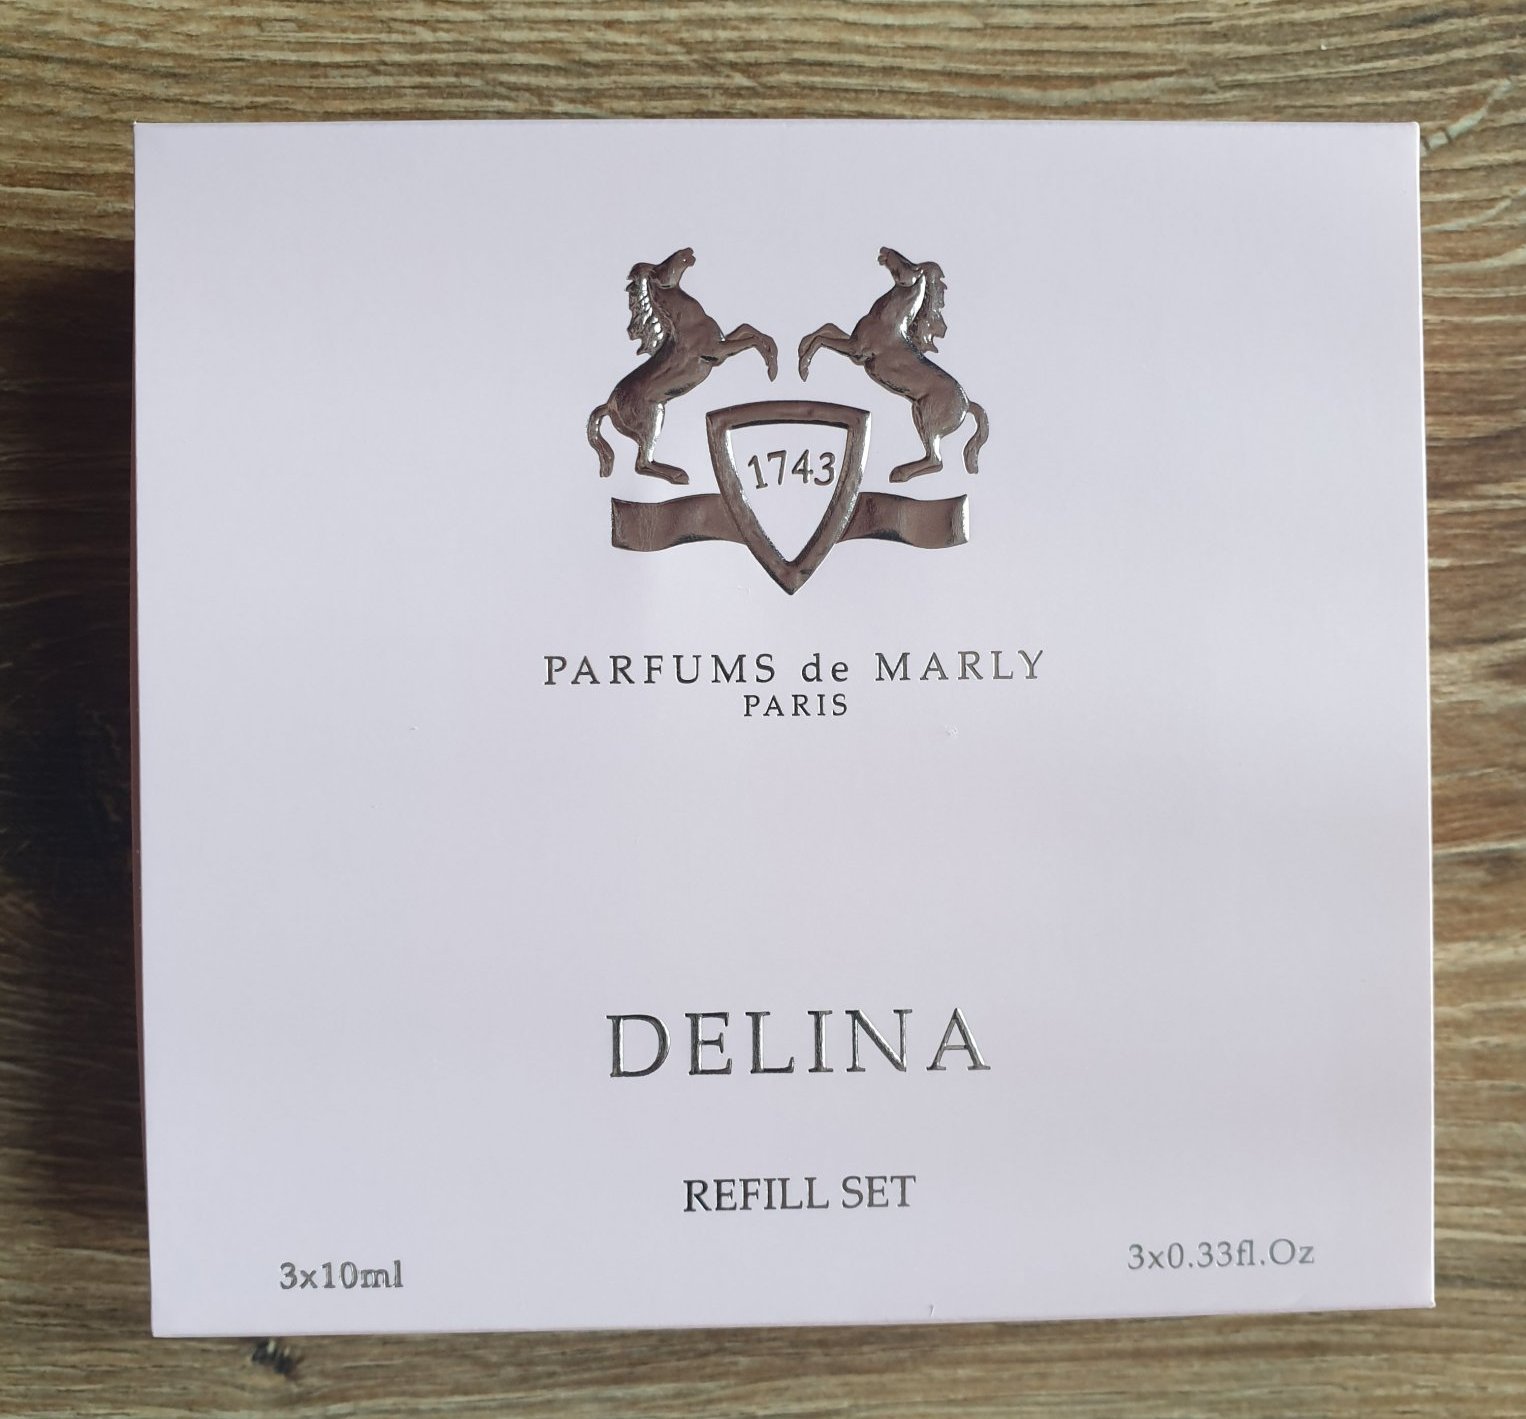 1743
PARFUMS de MARLY
PARIS
DELINA
REFILL SET
3x10ml
3x0.33fl.Oz